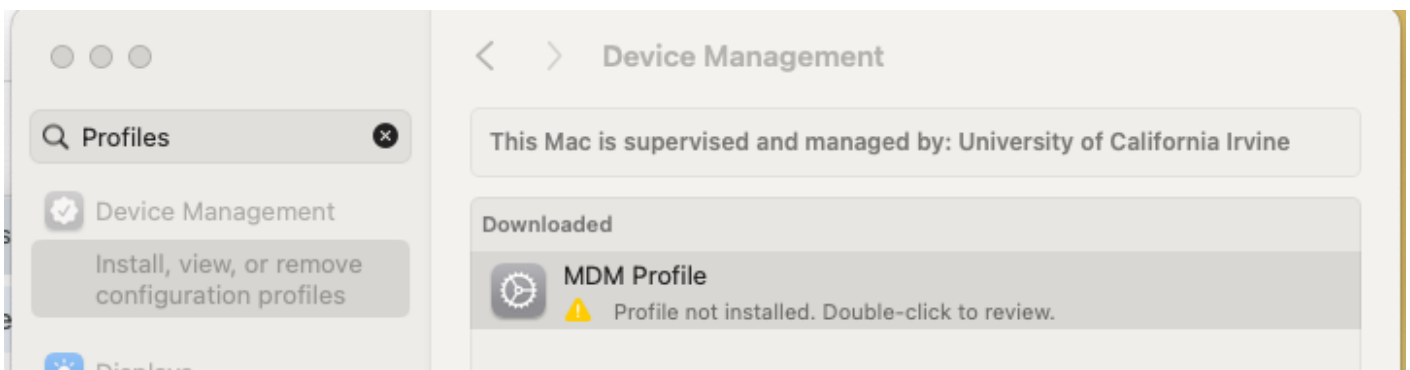 Device Management
Profiles
This Mac is supervised and managed by: University of California Irvine
Device Management
Install, view, or remove
configuration profiles
Downloaded
MDM Profile
Profile not installed. Double-click to review.